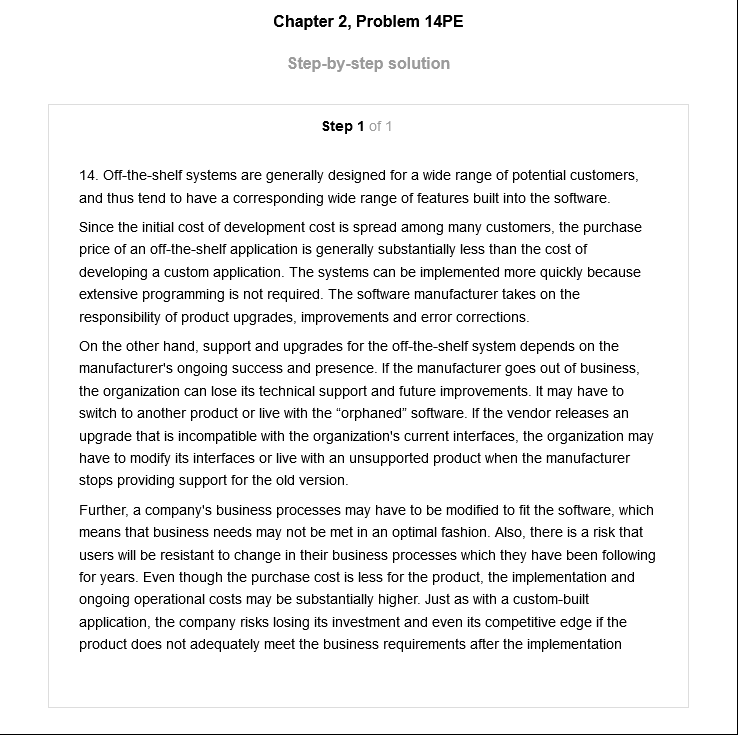 Chapter 2, Problem 14PE
Step-by-step solution
Step 1 of 1
14. Off-the-shelf systems are generally designed for a wide range of potential customers,
and thus tend to have a corresponding wide range of features built into the software.
Since the initial cost of development cost is spread among many customers, the purchase
price of an off-the-shelf application is generally substantially less than the cost of
developing a custom application. The systems can be implemented more quickly because
extensive programming is not required. The software manufacturer takes on the
responsibility of product upgrades, improvements and error corrections.
On the other hand, support and upgrades for the off-the-shelf system depends on the
manufacturer's ongoing success and presence. If the manufacturer goes out of business,
the organization can lose its technical support and future improvements. It may have to
switch to another product or live with the “orphaned” software. If the vendor releases an
upgrade that is incompatible with the organization's current interfaces, the organization may
have to modify its interfaces or live with an unsupported product when the manufacturer
stops providing support for the old version.
Further, a company's business processes may have to be modified to fit the software, which
means that business needs may not be met in an optimal fashion. Also, there is a risk that
users will be resistant to change in their business processes which they have been following
for years. Even though the purchase cost is less for the product, the implementation and
ongoing operational costs may be substantially higher. Just as with a custom-built
application, the company risks losing its investment and even its competitive edge if the
product does not adequately meet the business requirements after the implementation